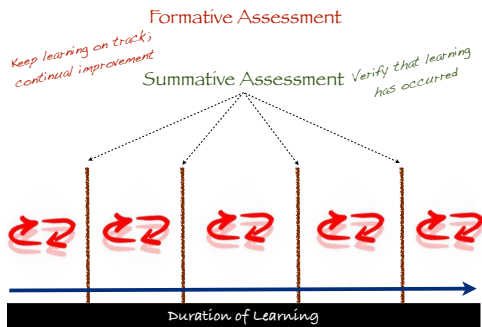 Formative Assessment
Keep learning on track;
continual improvement
Summative Assessment
Verify that learning
has occurred
Duration of Learning